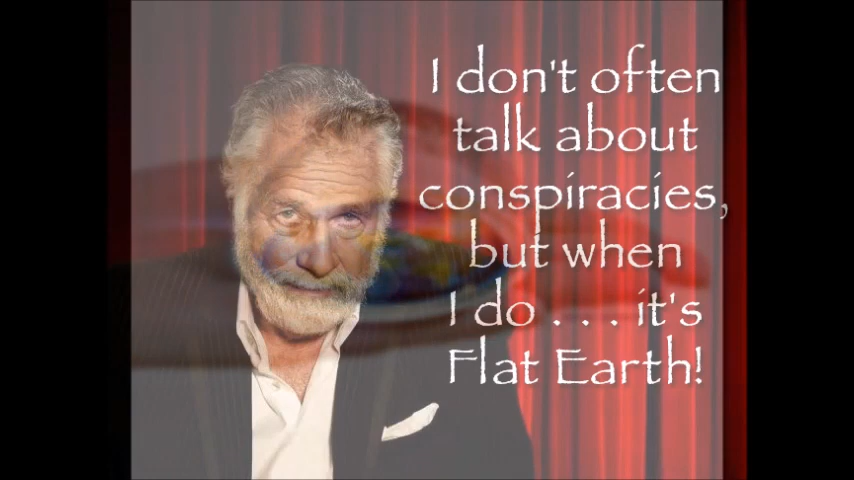 I don't often
talk about
conspiracies,
but when
I do . . . it's
Flat Earth!